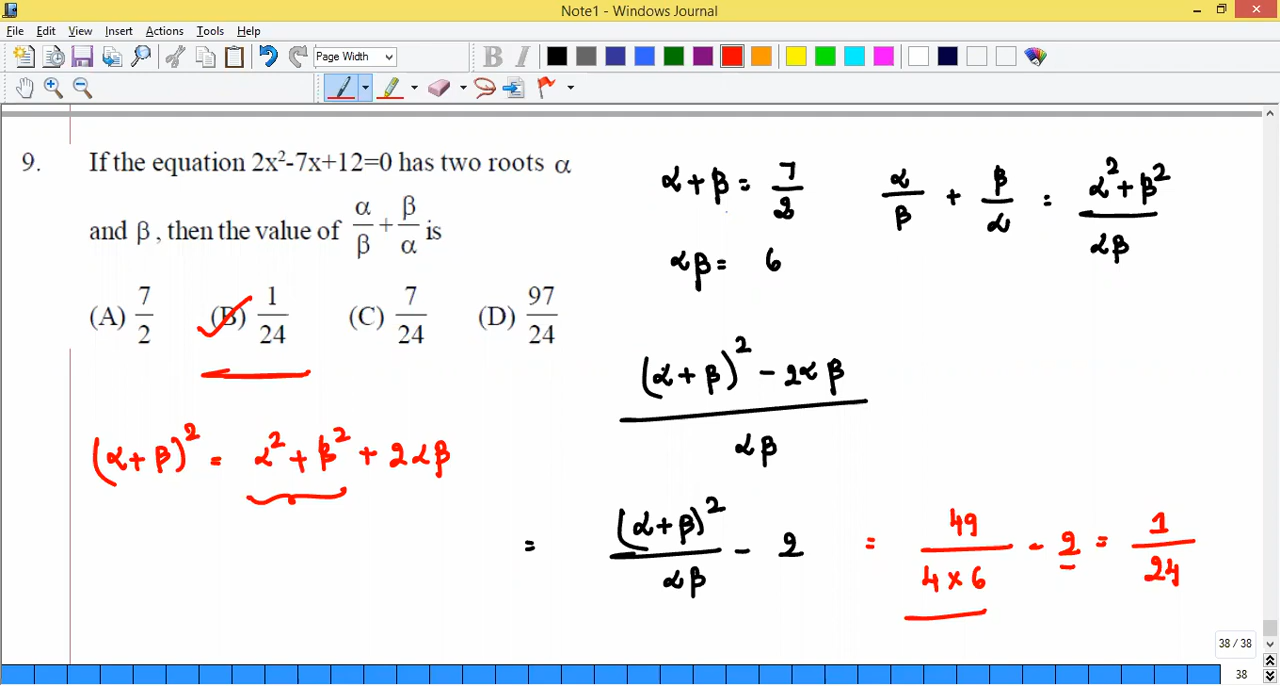 Note1 - Windows Journal
File Edit View Insert Actions Tools Help
Page Width
B I
9. If the equation 2x²-7x+12=0 has two roots α
and β, then the value of α/β + β/α is
(A) 7/2 (B) 1/24 (C) 7/24 (D) 97/24
α + β = 7/2
αβ = 6
α/β + β/α = α² + β² / αβ
(α + β)² - 2αβ / αβ
(α + β)² = α² + β² + 2αβ
= (α + β)² / αβ - 2 = 49 / 4 × 6 - 2 = 1/24
38 / 38
38